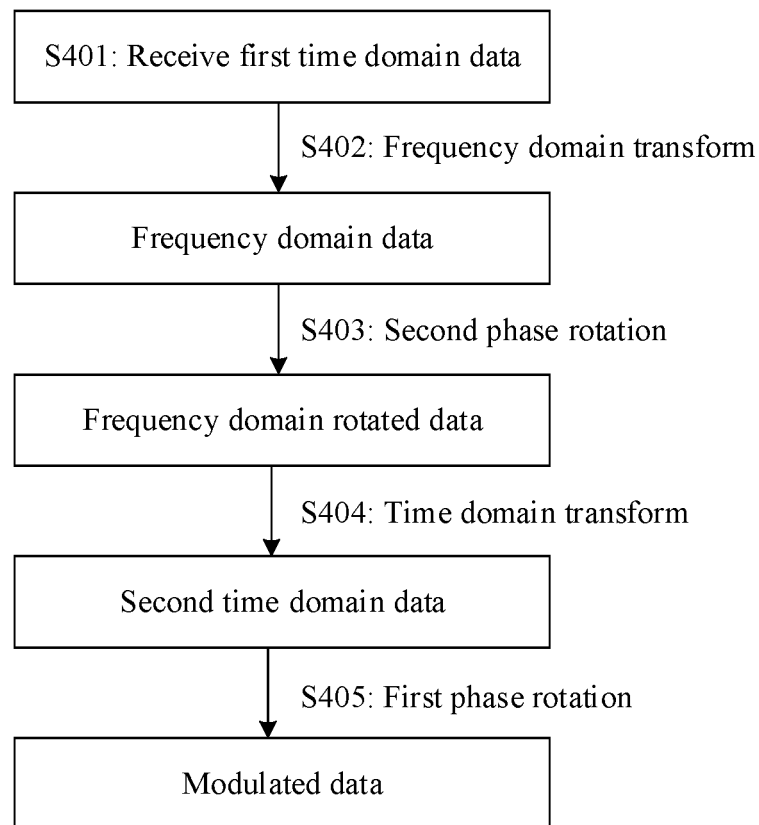 S401: Receive first time domain data
S402: Frequency domain transform
Frequency domain data
S403: Second phase rotation
Frequency domain rotated data
S404: Time domain transform
Second time domain data
S405: First phase rotation
Modulated data